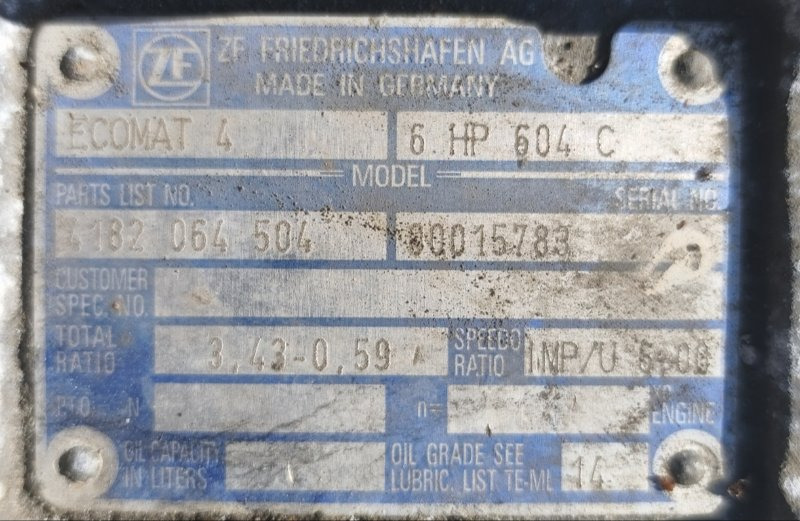 ZF ZF FRIEDRICHSHAFEN AG
MADE IN GERMANY
ECOMAT 4 6 HP 604 C
MODEL
PARTS LIST NO. SERIAL NO.
4182 064 504 00015783
CUSTOMER
SPEC. NO.
TOTAL SPEEDO
RATIO 3,43-0,59 RATIO IMP/U 6.00
PTO N n= ENGINE
OIL CAPACITY OIL GRADE SEE
IN LITERS LUBRIC. LIST TE-ML 14